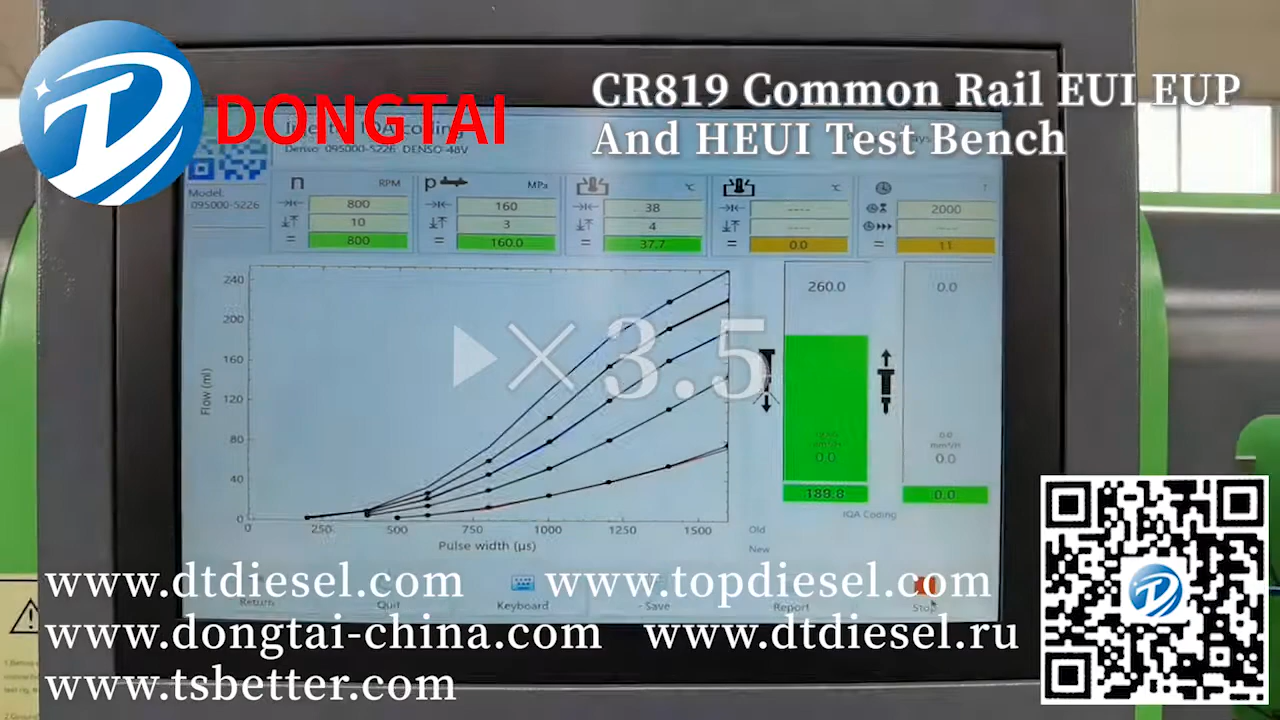 DONGTAI
CR819 Common Rail EUI EUP
And HEUI Test Bench
Denso 095000-5226 DENSO-48V
Model:
095000-5226
n RPM
800
10
= 800
p MPa
160
3
= 160.0
℃
38
4
= 37.7
℃
----
----
= 0.0
2000
----
= 11
240
200
160
120
80
40
0
Flow (ml)
0 250 500 750 1000 1250 1500
Pulse width (µs)
×3.5
260.0
0.0
189.8
0.0
0.0
mm³/H
0.0
0.0
IQA Coding
Old
New
Return Quit Keyboard Save Report Stop
www.dtdiesel.com www.topdiesel.com
www.dongtai-china.com www.dtdiesel.ru
www.tsbetter.com